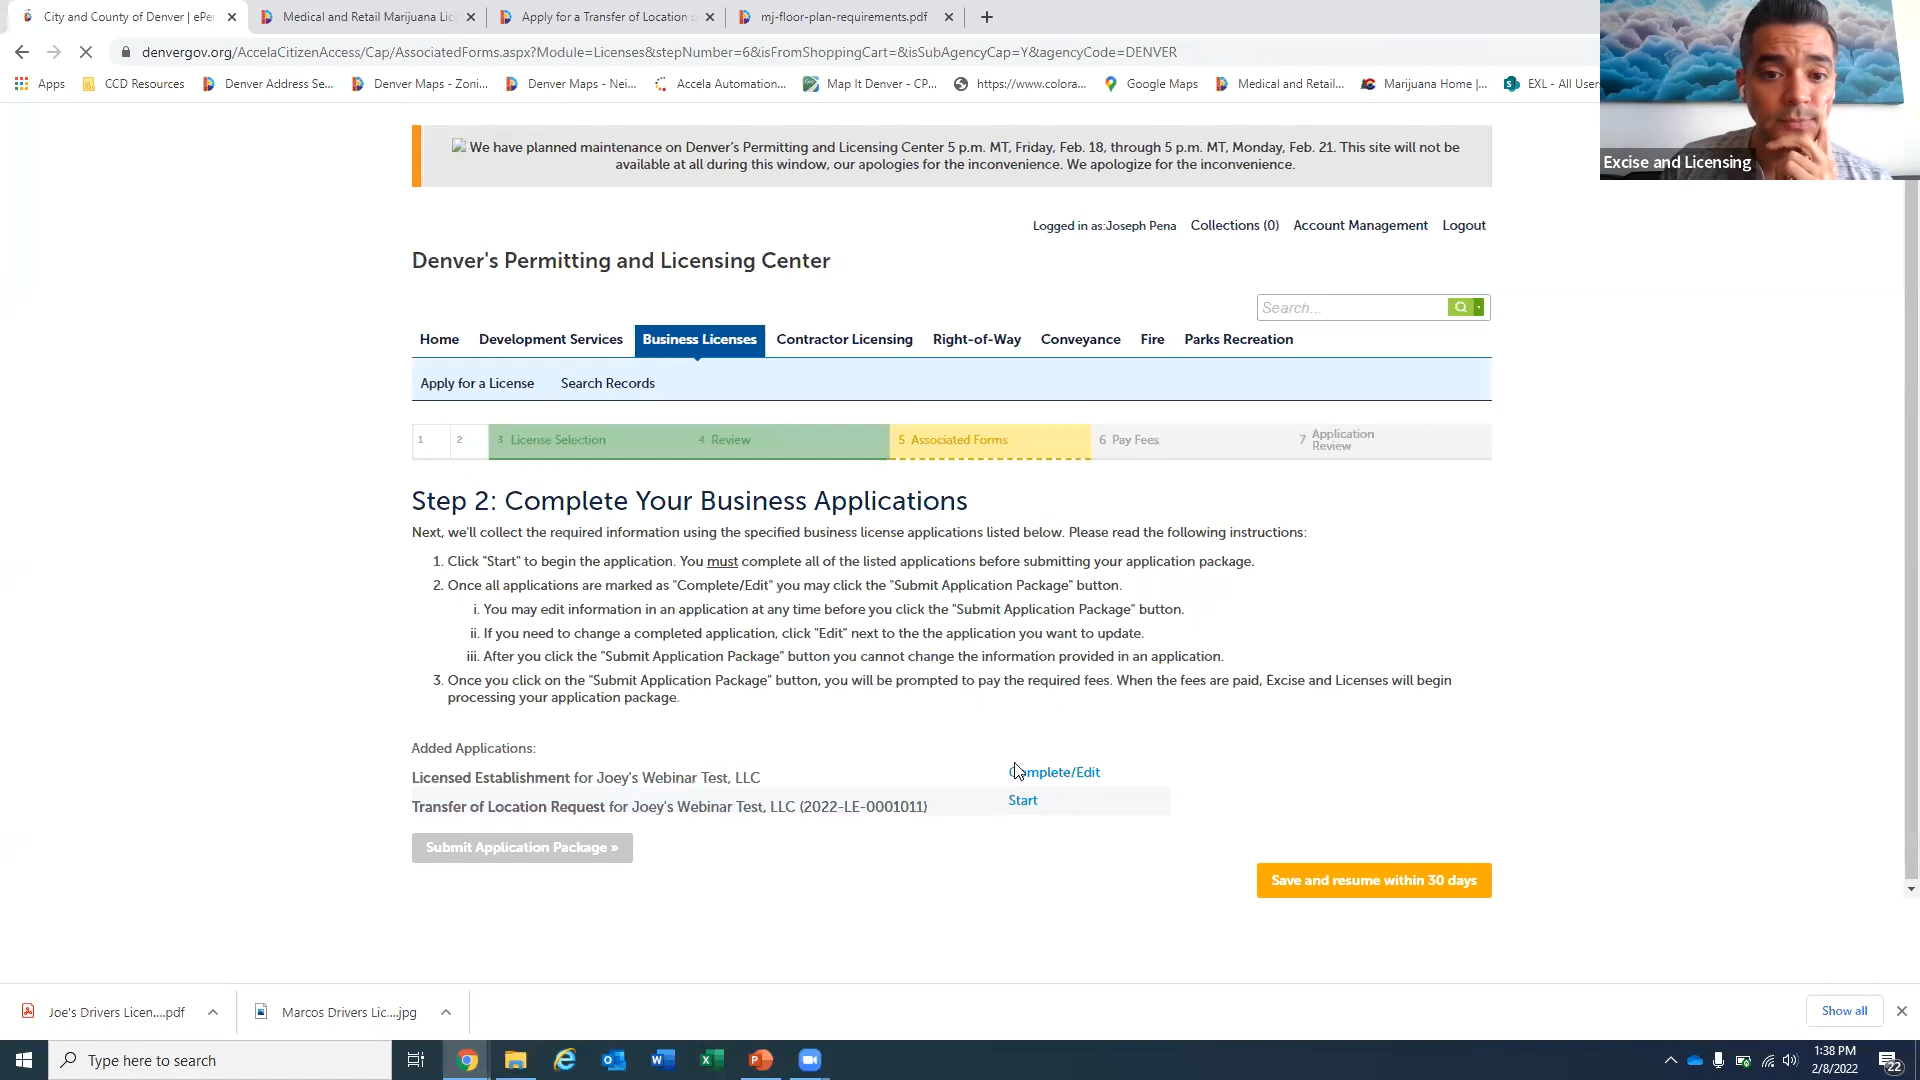 City and County of Denver | ePer
Medical and Retail Marijuana Lic
Apply for a Transfer of Location
mj-floor-plan-requirements.pdf
denvergov.org/AccelaCitizenAccess/Cap/AssociatedForms.aspx?Module=Licenses&stepNumber=6&isFromShoppingCart=&isSubAgencyCap=Y&agencyCode=DENVER
Apps
CCD Resources
Denver Address Se...
Denver Maps - Zoni...
Denver Maps - Nei...
Accela Automation...
Map It Denver - CP...
https://www.colora...
Google Maps
Medical and Retail...
Marijuana Home |...
EXL - All User
Excise and Licensing
We have planned maintenance on Denver's Permitting and Licensing Center 5 p.m. MT, Friday, Feb. 18, through 5 p.m. MT, Monday, Feb. 21. This site will not be
available at all during this window, our apologies for the inconvenience. We apologize for the inconvenience.
Logged in as:Joseph Pena Collections (0) Account Management Logout
Denver's Permitting and Licensing Center
Search...
Home Development Services Business Licenses Contractor Licensing Right-of-Way Conveyance Fire Parks Recreation
Apply for a License Search Records
1 2 3 License Selection 4 Review 5 Associated Forms 6 Pay Fees 7 Application
Review
Step 2: Complete Your Business Applications
Next, we'll collect the required information using the specified business license applications listed below. Please read the following instructions:
1. Click "Start" to begin the application. You must complete all of the listed applications before submitting your application package.
2. Once all applications are marked as "Complete/Edit" you may click the "Submit Application Package" button.
i. You may edit information in an application at any time before you click the "Submit Application Package" button.
ii. If you need to change a completed application, click "Edit" next to the the application you want to update.
iii. After you click the "Submit Application Package" button you cannot change the information provided in an application.
3. Once you click on the "Submit Application Package" button, you will be prompted to pay the required fees. When the fees are paid, Excise and Licenses will begin
processing your application package.
Added Applications:
Licensed Establishment for Joey's Webinar Test, LLC Complete/Edit
Transfer of Location Request for Joey's Webinar Test, LLC (2022-LE-0001011) Start
Submit Application Package »
Save and resume within 30 days
Joe's Drivers Licen....pdf
Marcos Drivers Lic....jpg
Show all
Type here to search
1:38 PM
2/8/2022
22